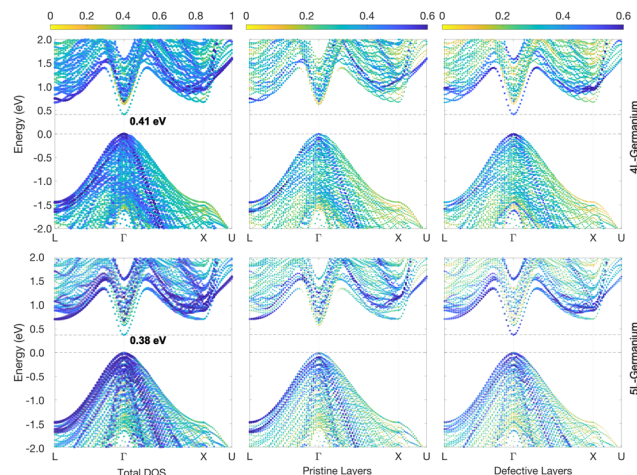 0 0.2 0.4 0.6 0.8 1
0 0.2 0.4 0.6
0 0.2 0.4 0.6
Energy (eV)
2.0
1.5
1.0
0.5
0.0
-0.5
-1.0
-1.5
-2.0
0.41 eV
L Γ X U
L Γ X U
L Γ X U
4L-Germanium
Energy (eV)
2.0
1.5
1.0
0.5
0.0
-0.5
-1.0
-1.5
-2.0
0.38 eV
L Γ X U
L Γ X U
L Γ X U
5L-Germanium
Total DOS
Pristine Layers
Defective Layers